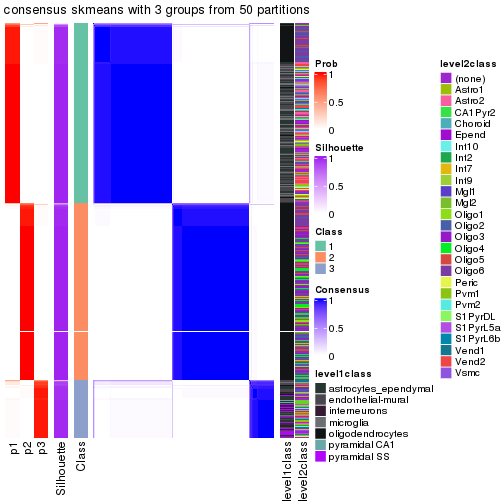 consensus skmeans with 3 groups from 50 partitions
p1
p2
p3
Silhouette
Class
level1class
level2class
Prob
1
0.5
0
Silhouette
1
0.5
0
Class
1
2
3
Consensus
1
0.5
0
level1class
astrocytes_ependymal
endothelial-mural
interneurons
microglia
oligodendrocytes
pyramidal CA1
pyramidal SS
level2class
(none)
Astro1
Astro2
CA1Pyr2
Choroid
Epend
Int10
Int2
Int7
Int9
Mgl1
Mgl2
Oligo1
Oligo2
Oligo3
Oligo4
Oligo5
Oligo6
Peric
Pvm1
Pvm2
S1PyrDL
S1PyrL5a
S1PyrL6b
Vend1
Vend2
Vsmc